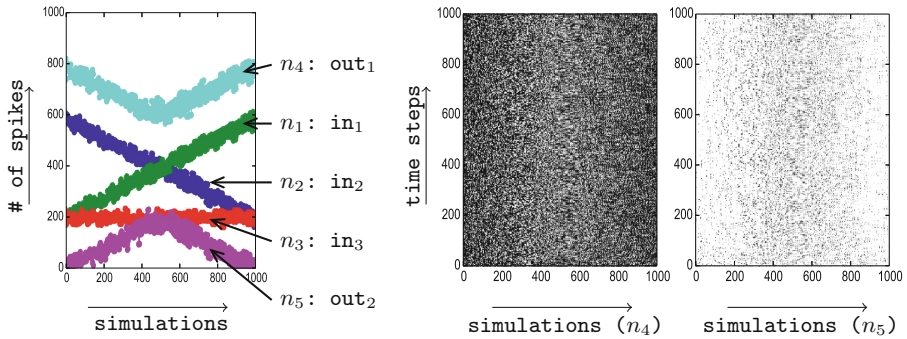 1000
800
600
400
200
0
# of spikes
0 200 400 600 800 1000
simulations
n4: out1
n1: in1
n2: in2
n3: in3
n5: out2
1000
800
600
400
200
0
time steps
0 200 400 600 800 1000
simulations (n4)
1000
800
600
400
200
0
0 200 400 600 800 1000
simulations (n5)